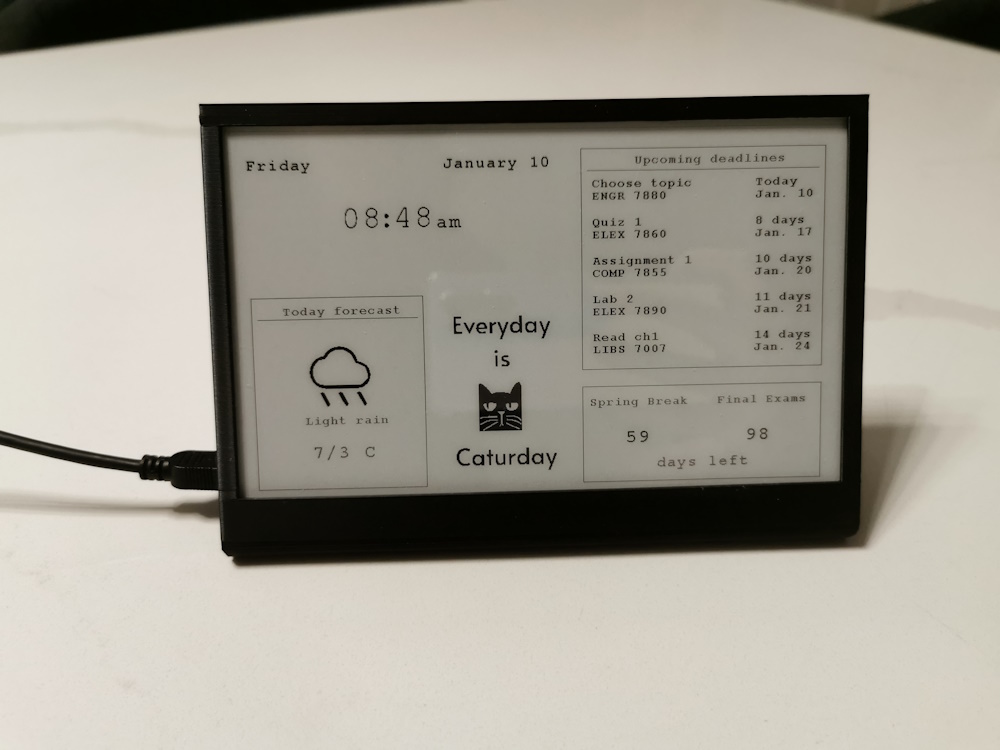 Friday
January 10
08:48am
Today forecast
Light rain
7/3 C
Everyday
is
Caturday
Upcoming deadlines
Choose topic Today
ENGR 7880 Jan. 10
Quiz 1 8 days
ELEX 7860 Jan. 17
Assignment 1 10 days
COMP 7855 Jan. 20
Lab 2 11 days
ELEX 7890 Jan. 21
Read ch1 14 days
LIBS 7007 Jan. 24
Spring Break Final Exams
59 98
days left